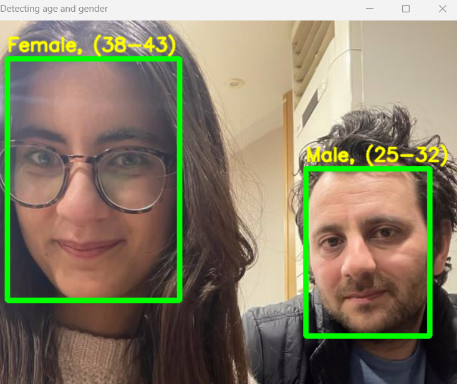 Detecting age and gender
Female, (38-43)
Male, (25-32)